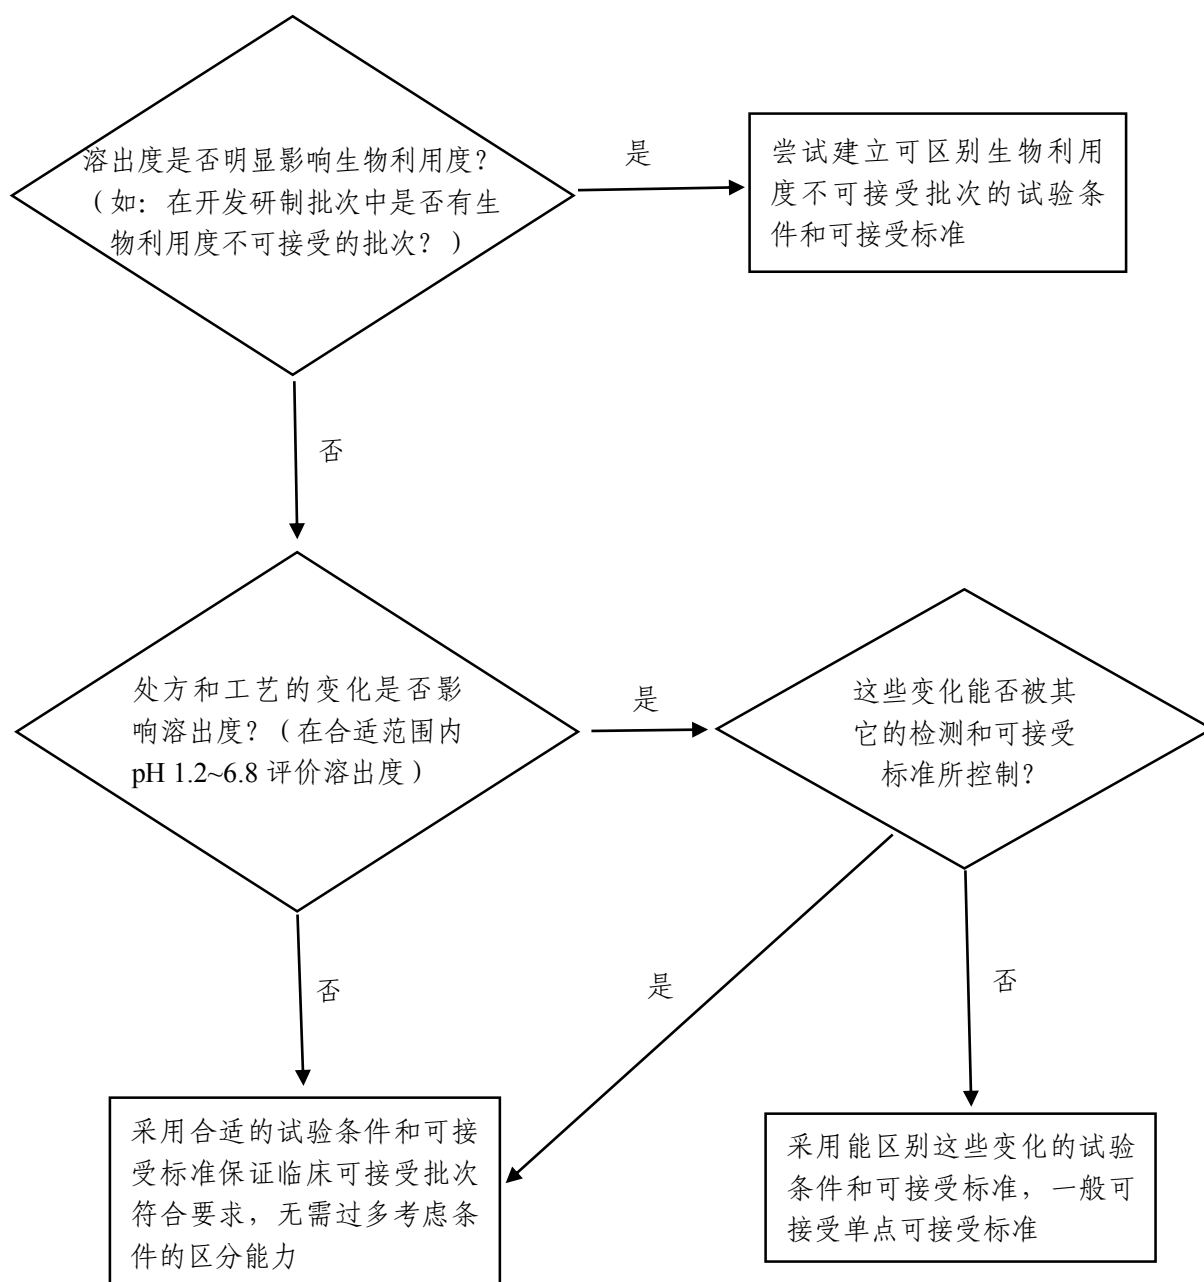 溶出度是否明显影响生物利用度?
(如:在开发研制批次中是否有生
物利用度不可接受的批次?)
是
尝试建立可区别生物利用
度不可接受批次的试验条
件和可接受标准
否
处方和工艺的变化是否影
响溶出度?(在合适范围内
pH 1.2~6.8 评价溶出度)
是
这些变化能否被其
它的检测和可接受
标准所控制?
否
是
否
采用合适的试验条件和可接
受标准保证临床可接受批次
符合要求,无需过多考虑条
件的区分能力
采用能区别这些变化的试验
条件和可接受标准,一般可
接受单点可接受标准